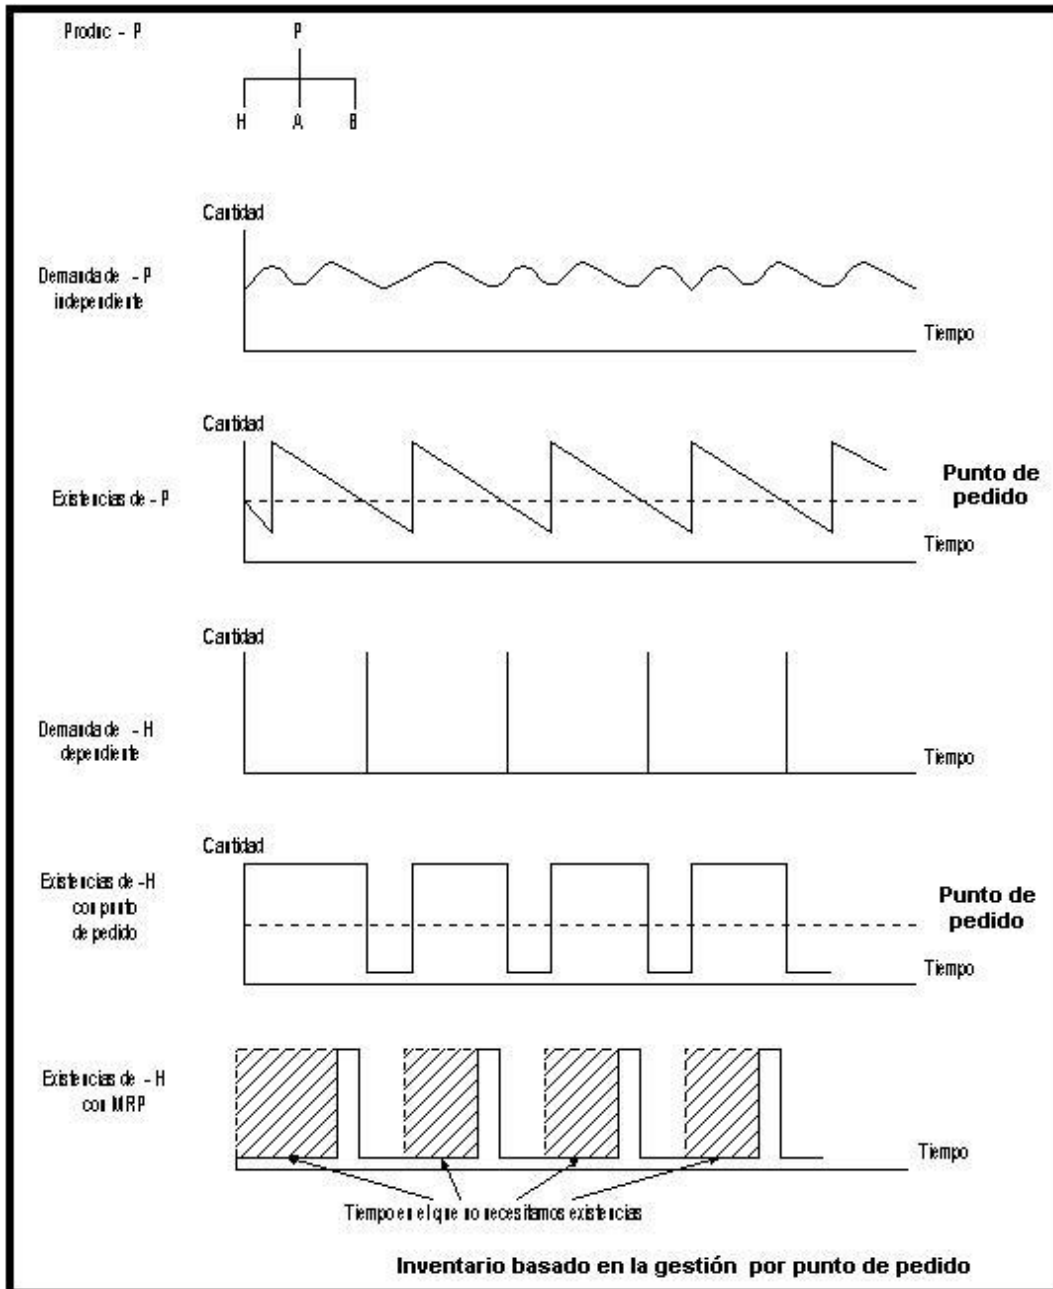 Produc - P
P
H A B
Cantidad
Demanda de - P
independiente
Tiempo
Cantidad
Existencias de - P
Punto de
pedido
Tiempo
Cantidad
Demanda de - H
dependiente
Tiempo
Cantidad
Existencias de -H
con punto
de pedido
Punto de
pedido
Tiempo
Existencias de - H
con MRP
Tiempo
Tiempo en el que no necesitamos existencias
Inventario basado en la gestión por punto de pedido